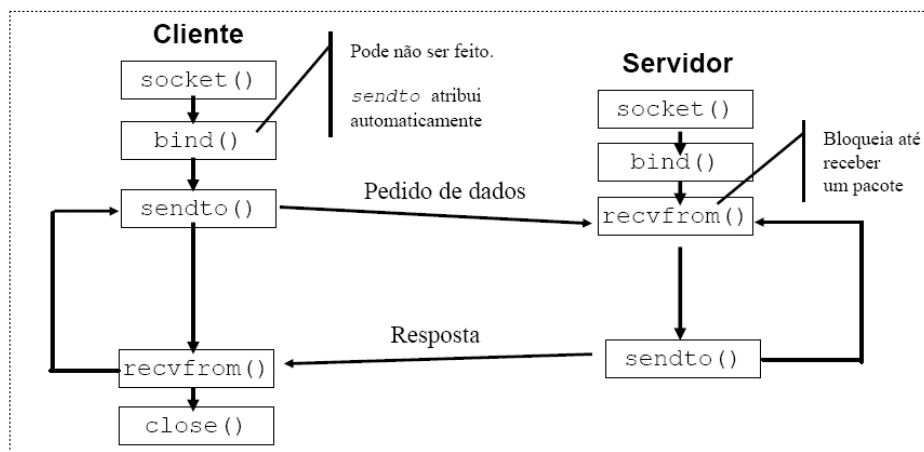 Cliente
socket()
bind()
sendto()
recvfrom()
close()
Pode não ser feito.
sendto atribui
automaticamente
Pedido de dados
Resposta
Servidor
socket()
bind()
recvfrom()
sendto()
Bloqueia até
receber
um pacote